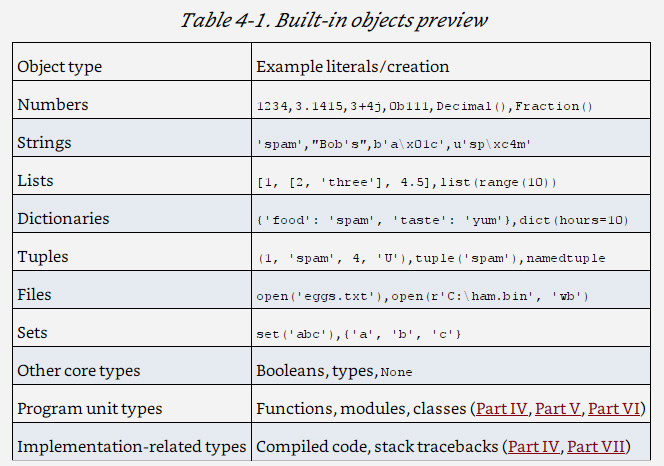 Table 4-1. Built-in objects preview
Object type Example literals/creation
Numbers 1234,3.1415,3+4j,0b111,Decimal(),Fraction()
Strings 'spam',"Bob's",b'a\x01c',u'sp\xc4m'
Lists [1, [2, 'three'], 4.5],list(range(10))
Dictionaries {'food': 'spam', 'taste': 'yum'},dict(hours=10)
Tuples (1, 'spam', 4, 'U'),tuple('spam'),namedtuple
Files open('eggs.txt'),open(r'C:\ham.bin', 'wb')
Sets set('abc'),{'a', 'b', 'c'}
Other core types Booleans, types, None
Program unit types Functions, modules, classes (Part IV, Part V, Part VI)
Implementation-related types Compiled code, stack tracebacks (Part IV, Part VII)